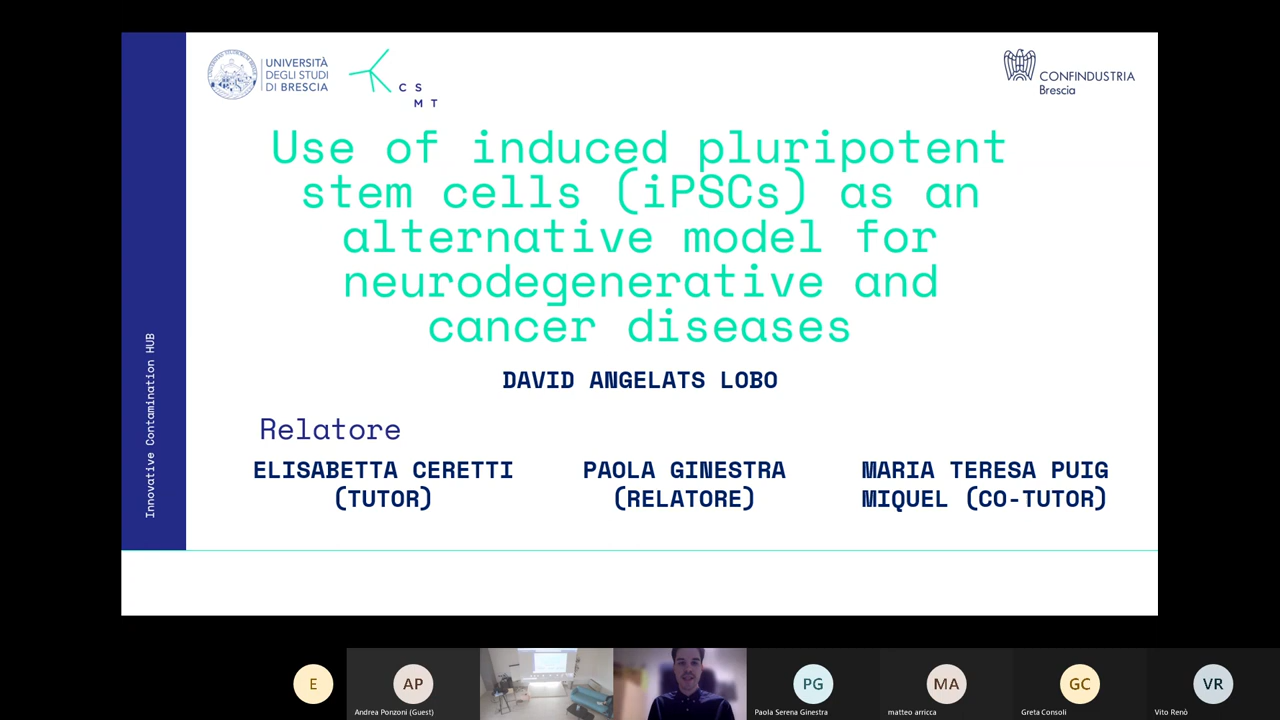 UNIVERSITÀ
DEGLI STUDI
DI BRESCIA
C S
M T
CONFINDUSTRIA
Brescia
Use of induced pluripotent
stem cells (iPSCs) as an
alternative model for
neurodegenerative and
cancer diseases
DAVID ANGELATS LOBO
Relatore
ELISABETTA CERETTI
(TUTOR)
PAOLA GINESTRA
(RELATORE)
MARIA TERESA PUIG
MIQUEL (CO-TUTOR)
Innovative Contamination HUB
E
AP
Andrea Ponzoni (Guest)
PG
Paola Serena Ginestra
MA
matteo arricca
GC
Greta Consoli
VR
Vito Renò